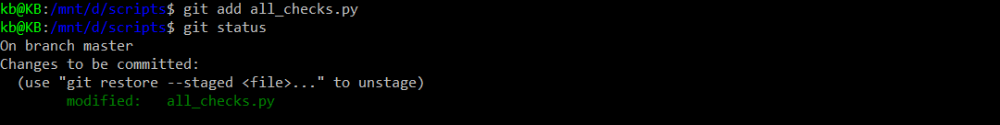 kb@KB:/mnt/d/scripts$ git add all_checks.py
kb@KB:/mnt/d/scripts$ git status
On branch master
Changes to be committed:
  (use "git restore --staged <file>..." to unstage)
        modified:   all_checks.py